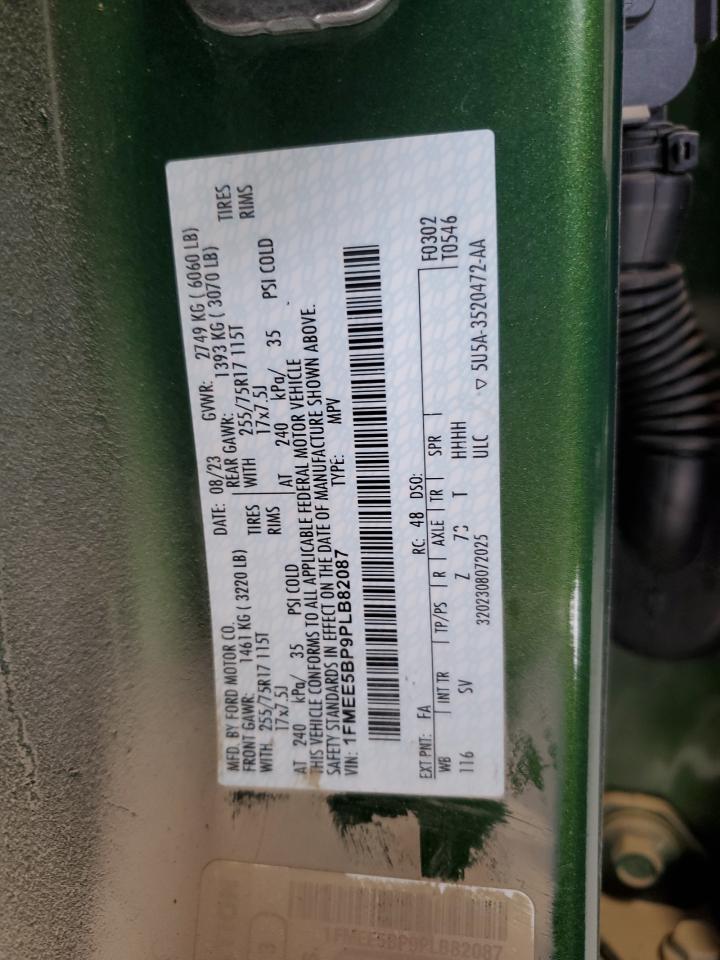 MFD. BY FORD MOTOR CO. DATE: 08/23 GVWR: 2749 KG ( 6060 LB)
FRONT GAWR: 1461 KG ( 3220 LB) REAR GAWR: 1393 KG ( 3070 LB)
WITH 255/75R17 115T TIRES WITH 255/75R17 115T TIRES
17x7.5J RIMS 17x7.5J RIMS
AT 240 kPa/ 35 PSI COLD AT 240 kPa/ 35 PSI COLD
THIS VEHICLE CONFORMS TO ALL APPLICABLE FEDERAL MOTOR VEHICLE
SAFETY STANDARDS IN EFFECT ON THE DATE OF MANUFACTURE SHOWN ABOVE.
VIN: 1FMEE5BP9PLB82087 TYPE: MPV
EXT PNT: FA RC: 48 DSO: F0302
WB INT TR TP/PS R AXLE TR SPR T0546
116 SV Z 73 T HHHH
3202308072025 ULC ▽ 5U5A-3520472-AA
1FMEE5BP9PLB82087